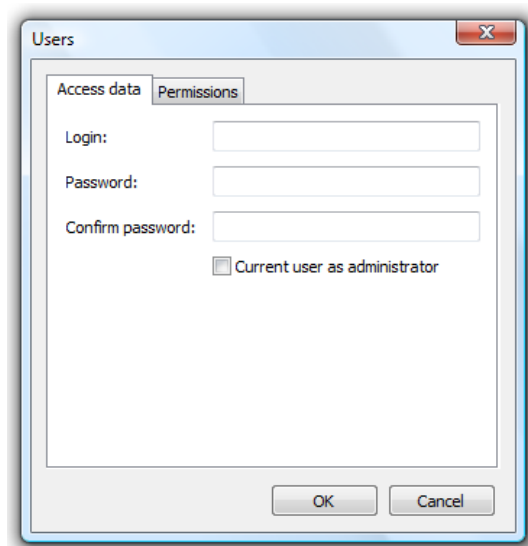 Users
Access data Permissions
Login:
Password:
Confirm password:
Current user as administrator
OK Cancel